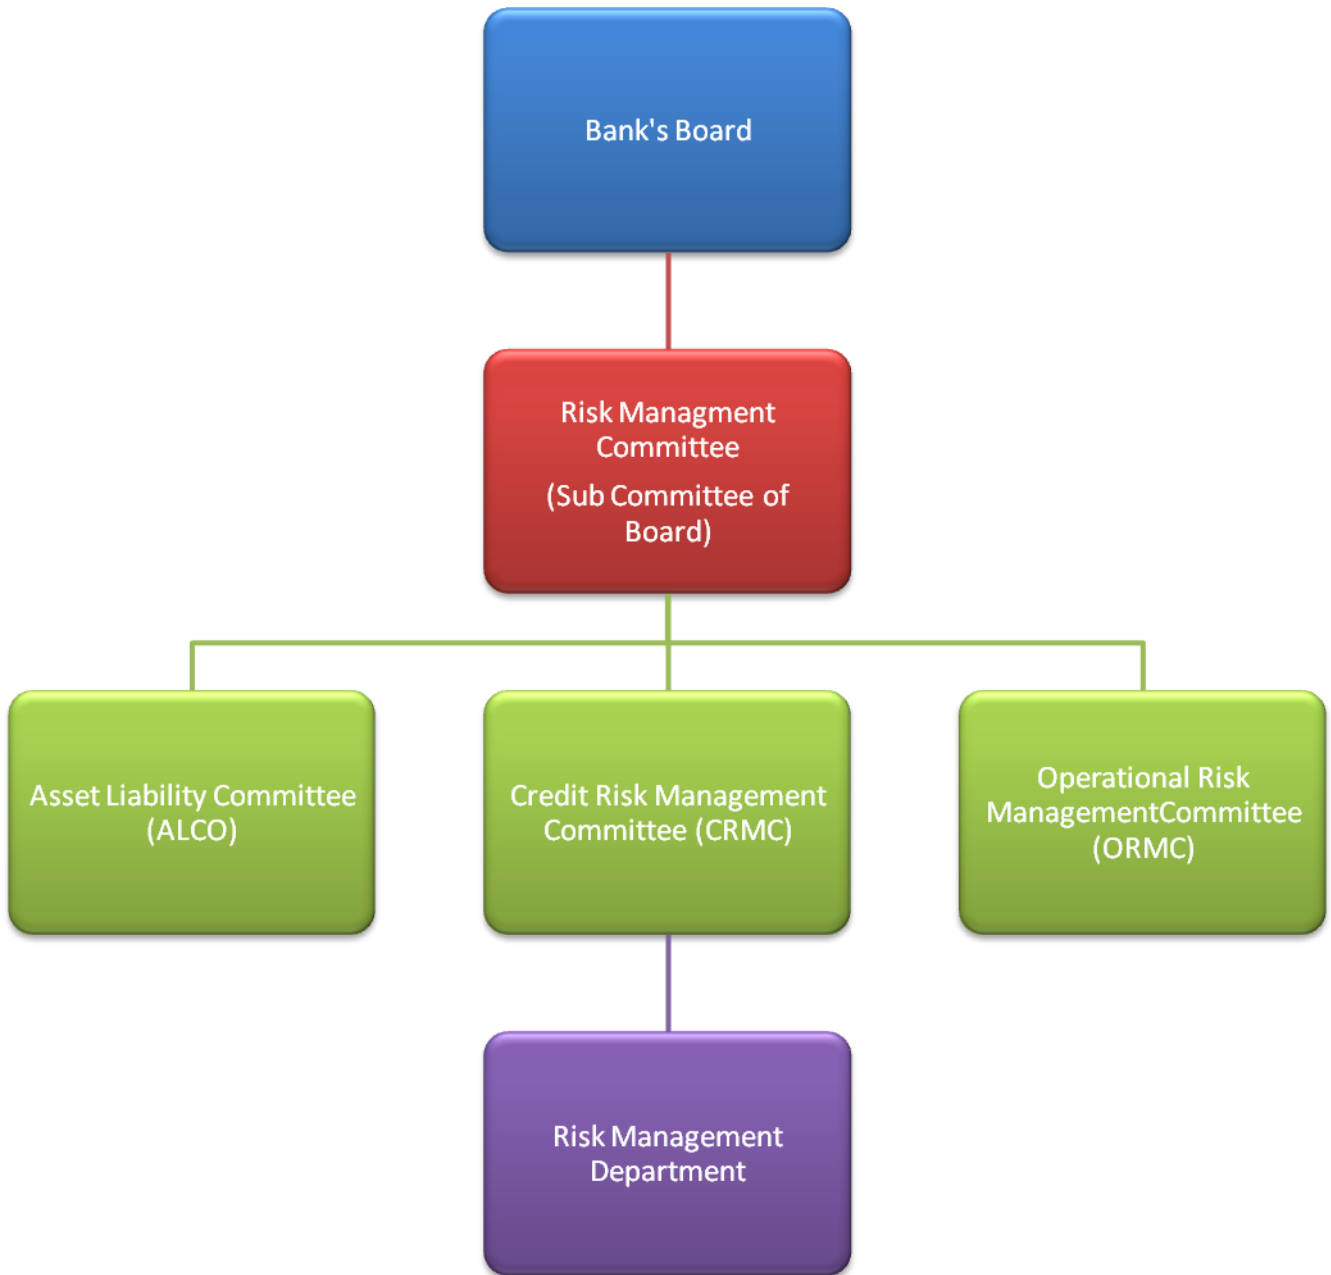 Bank's Board
Risk Managment
Committee
(Sub Committee of
Board)
Asset Liability Committee
(ALCO)
Credit Risk Management
Committee (CRMC)
Operational Risk
ManagementCommittee
(ORMC)
Risk Management
Department